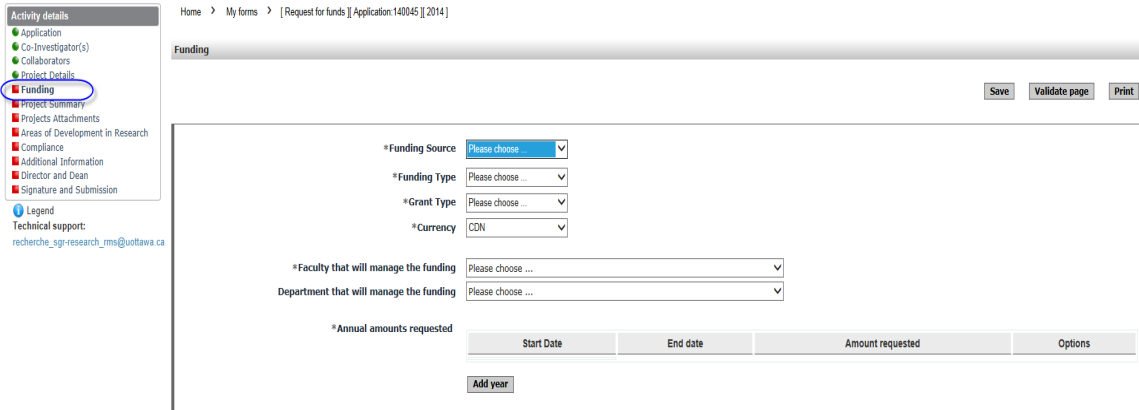 Activity details
Application
Co-Investigator(s)
Collaborators
Project Details
Funding
Project Summary
Projects Attachments
Areas of Development in Research
Compliance
Additional Information
Director and Dean
Signature and Submission
Legend
Technical support:
recherche_sgr-research_rms@uottawa.ca
Home > My forms > [ Request for funds ][ Application:140045 ][ 2014 ]
Funding
Save Validate page Print
*Funding Source Please choose ...
*Funding Type Please choose ...
*Grant Type Please choose ...
*Currency CDN
*Faculty that will manage the funding Please choose ...
Department that will manage the funding Please choose ...
*Annual amounts requested
Start Date End date Amount requested Options
Add year